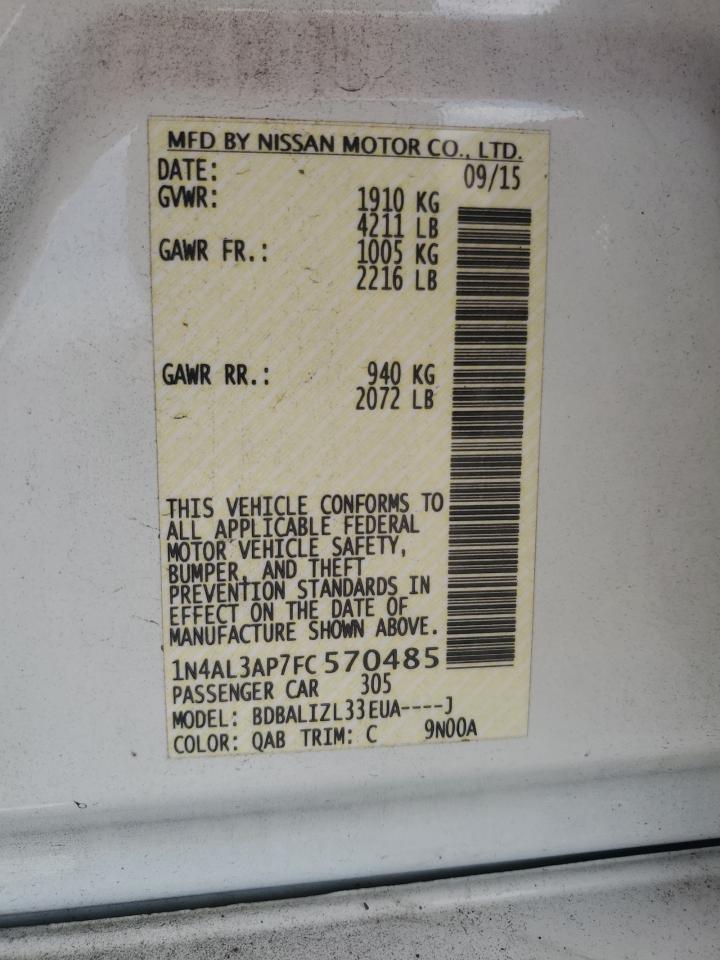 MFD BY NISSAN MOTOR CO., LTD.
DATE: 09/15
GVWR: 1910 KG
4211 LB
GAWR FR.: 1005 KG
2216 LB
GAWR RR.: 940 KG
2072 LB
THIS VEHICLE CONFORMS TO
ALL APPLICABLE FEDERAL
MOTOR VEHICLE SAFETY,
BUMPER, AND THEFT
PREVENTION STANDARDS IN
EFFECT ON THE DATE OF
MANUFACTURE SHOWN ABOVE.
1N4AL3AP7FC570485
PASSENGER CAR 305
MODEL: BDBALIZL33EUA----J
COLOR: QAB TRIM: C 9N00A